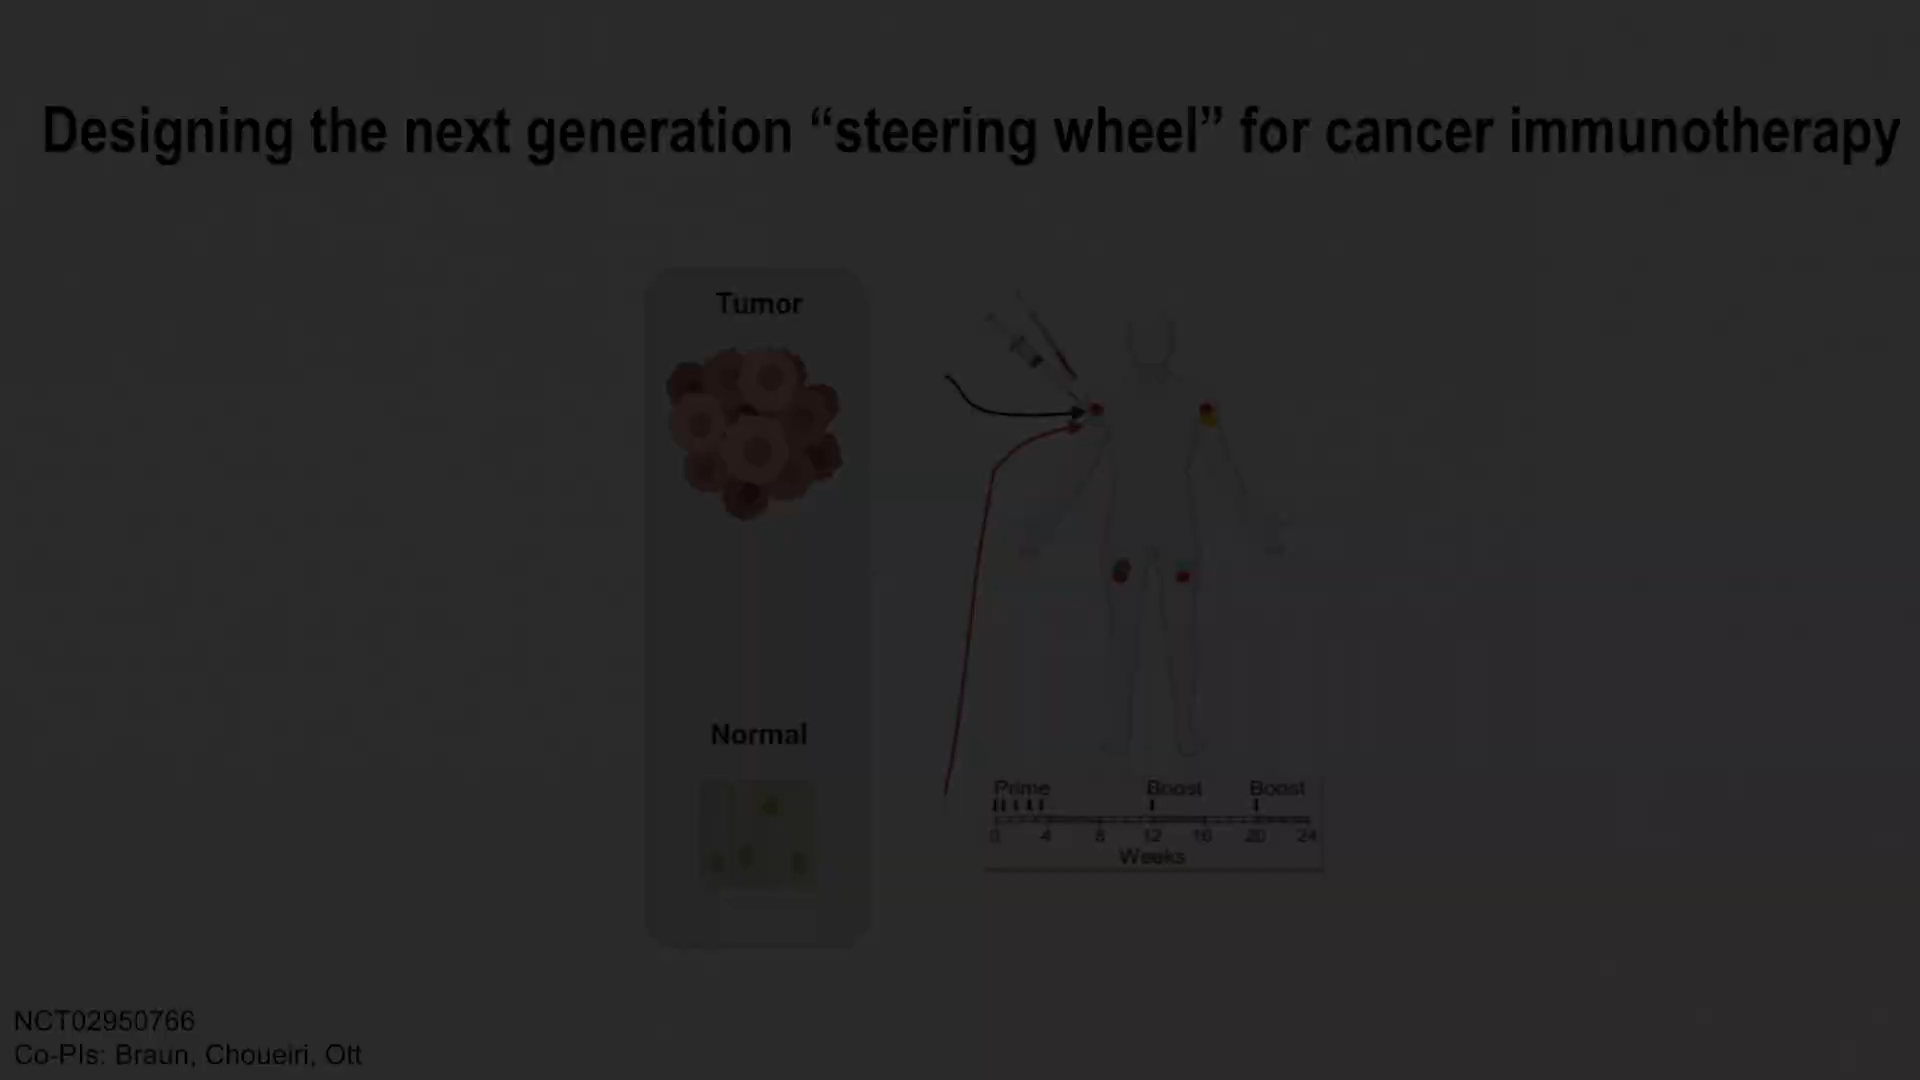 Designing the next generation “steering wheel” for cancer immunotherapy
Tumor
Normal
Prime Boost Boost
0 4 8 12 16 20 24
Weeks
NCT02950766
Co-PIs: Braun, Choueiri, Ott